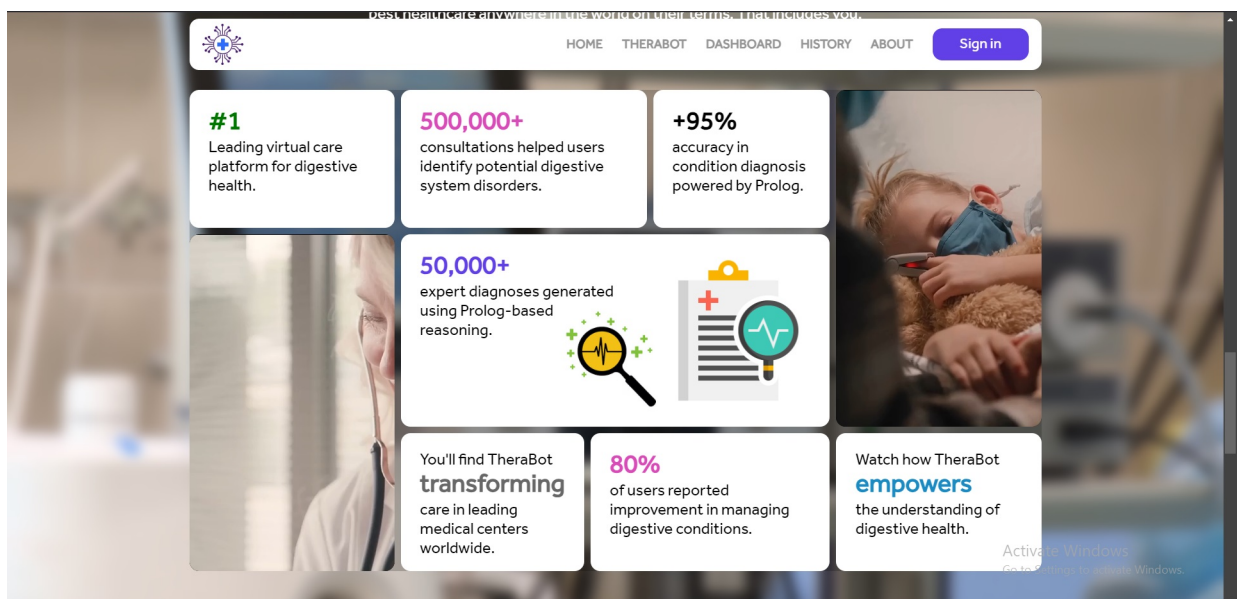 best healthcare anywhere in the world on their terms. That includes you.
HOME THERABOT DASHBOARD HISTORY ABOUT Sign in
#1
Leading virtual care
platform for digestive
health.
500,000+
consultations helped users
identify potential digestive
system disorders.
+95%
accuracy in
condition diagnosis
powered by Prolog.
50,000+
expert diagnoses generated
using Prolog-based
reasoning.
You'll find TheraBot
transforming
care in leading
medical centers
worldwide.
80%
of users reported
improvement in managing
digestive conditions.
Watch how TheraBot
empowers
the understanding of
digestive health.
Activate Windows
Go to Settings to activate Windows.